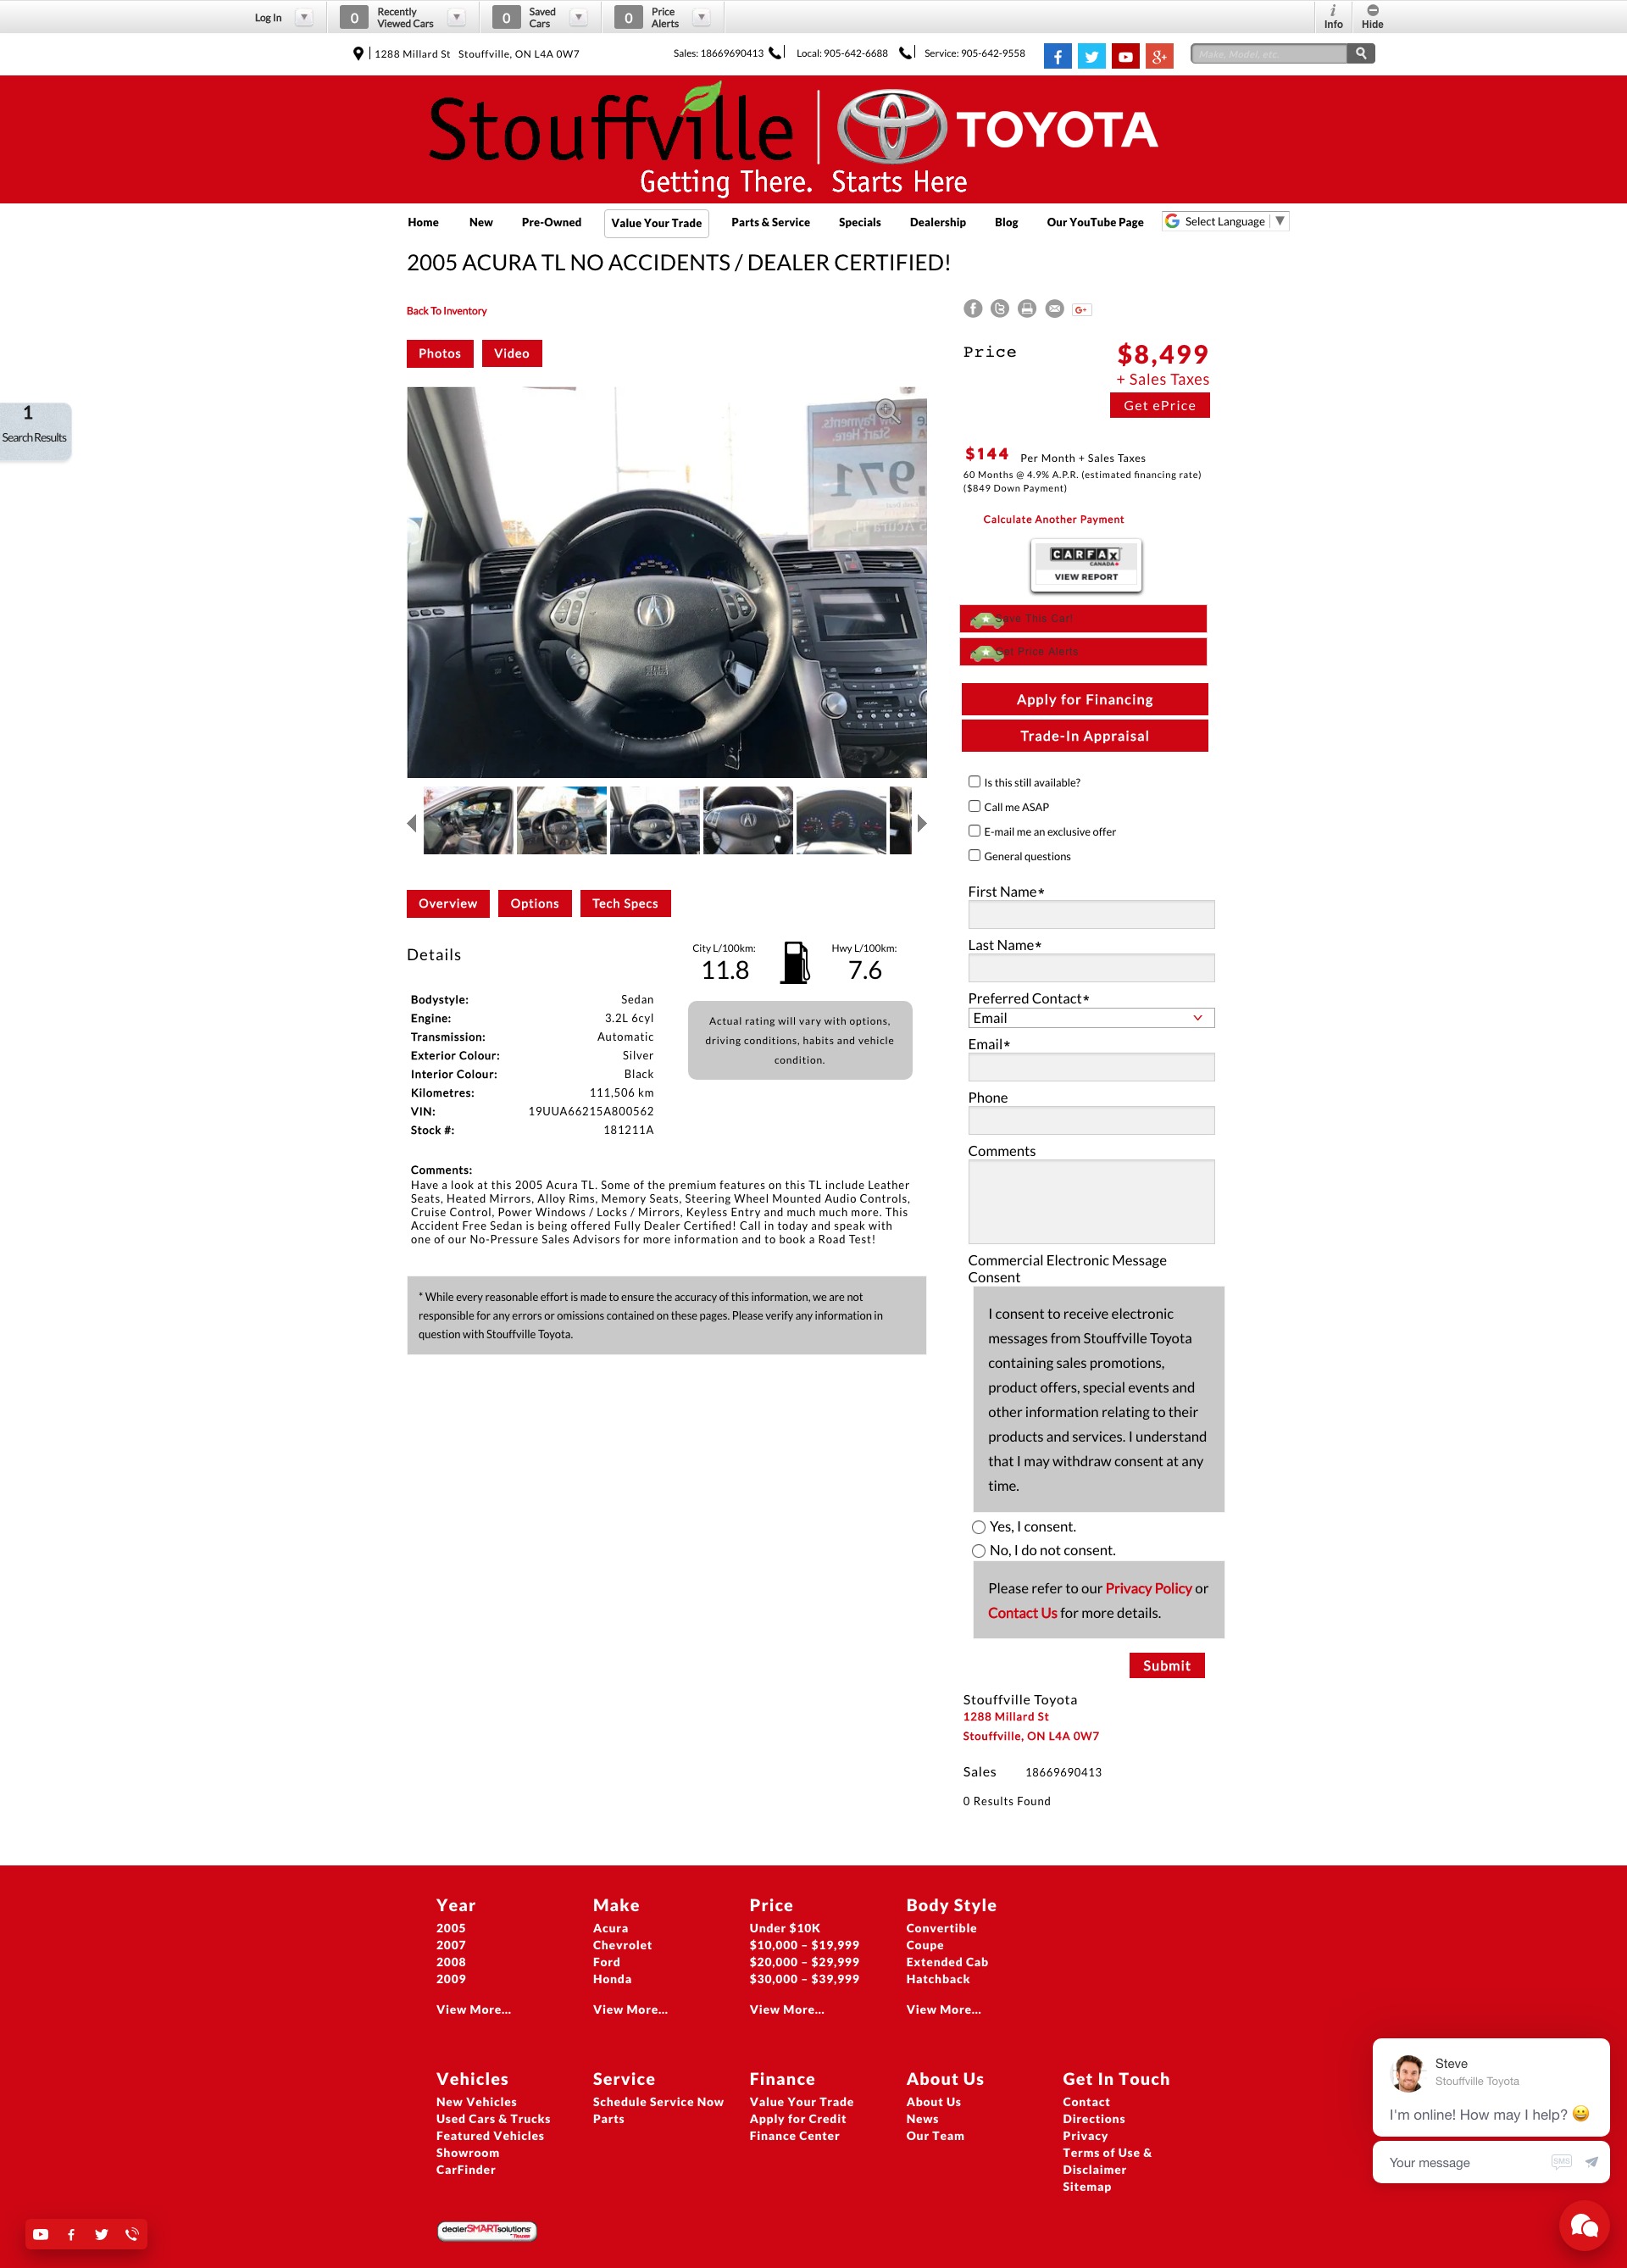 Log In
0 Recently Viewed Cars
0 Saved Cars
0 Price Alerts
Info
Hide
1288 Millard St Stouffville, ON L4A 0W7
Sales: 18669690413
Local: 905-642-6688
Service: 905-642-9558
Make, Model, etc.
Stouffville TOYOTA
Getting There. Starts Here
Home New Pre-Owned Value Your Trade Parts & Service Specials Dealership Blog Our YouTube Page Select Language
2005 ACURA TL NO ACCIDENTS / DEALER CERTIFIED!
Back To Inventory
Photos Video
1
Search Results
Price
$8,499
+ Sales Taxes
Get ePrice
$144 Per Month + Sales Taxes
60 Months @ 4.9% A.P.R. (estimated financing rate)
($849 Down Payment)
Calculate Another Payment
CARFAX
CANADA
VIEW REPORT
Save This Car!
Get Price Alerts
Apply for Financing
Trade-In Appraisal
Is this still available?
Call me ASAP
E-mail me an exclusive offer
General questions
Overview Options Tech Specs
Details
City L/100km:
11.8
Hwy L/100km:
7.6
Bodystyle: Sedan
Engine: 3.2L 6cyl
Transmission: Automatic
Exterior Colour: Silver
Interior Colour: Black
Kilometres: 111,506 km
VIN: 19UUA66215A800562
Stock #: 181211A
Actual rating will vary with options,
driving conditions, habits and vehicle
condition.
Comments:
Have a look at this 2005 Acura TL. Some of the premium features on this TL include Leather
Seats, Heated Mirrors, Alloy Rims, Memory Seats, Steering Wheel Mounted Audio Controls,
Cruise Control, Power Windows / Locks / Mirrors, Keyless Entry and much much more. This
Accident Free Sedan is being offered Fully Dealer Certified! Call in today and speak with
one of our No-Pressure Sales Advisors for more information and to book a Road Test!
* While every reasonable effort is made to ensure the accuracy of this information, we are not
responsible for any errors or omissions contained on these pages. Please verify any information in
question with Stouffville Toyota.
First Name*
Last Name*
Preferred Contact*
Email
Email*
Phone
Comments
Commercial Electronic Message
Consent
I consent to receive electronic
messages from Stouffville Toyota
containing sales promotions,
product offers, special events and
other information relating to their
products and services. I understand
that I may withdraw consent at any
time.
Yes, I consent.
No, I do not consent.
Please refer to our Privacy Policy or
Contact Us for more details.
Submit
Stouffville Toyota
1288 Millard St
Stouffville, ON L4A 0W7
Sales 18669690413
0 Results Found
Year
2005
2007
2008
2009
View More...
Make
Acura
Chevrolet
Ford
Honda
View More...
Price
Under $10K
$10,000 – $19,999
$20,000 – $29,999
$30,000 – $39,999
View More...
Body Style
Convertible
Coupe
Extended Cab
Hatchback
View More...
Vehicles
New Vehicles
Used Cars & Trucks
Featured Vehicles
Showroom
CarFinder
Service
Schedule Service Now
Parts
Finance
Value Your Trade
Apply for Credit
Finance Center
About Us
About Us
News
Our Team
Get In Touch
Contact
Directions
Privacy
Terms of Use &
Disclaimer
Sitemap
Steve
Stouffville Toyota
I'm online! How may I help?
Your message
SMS
dealerSMARTsolutions